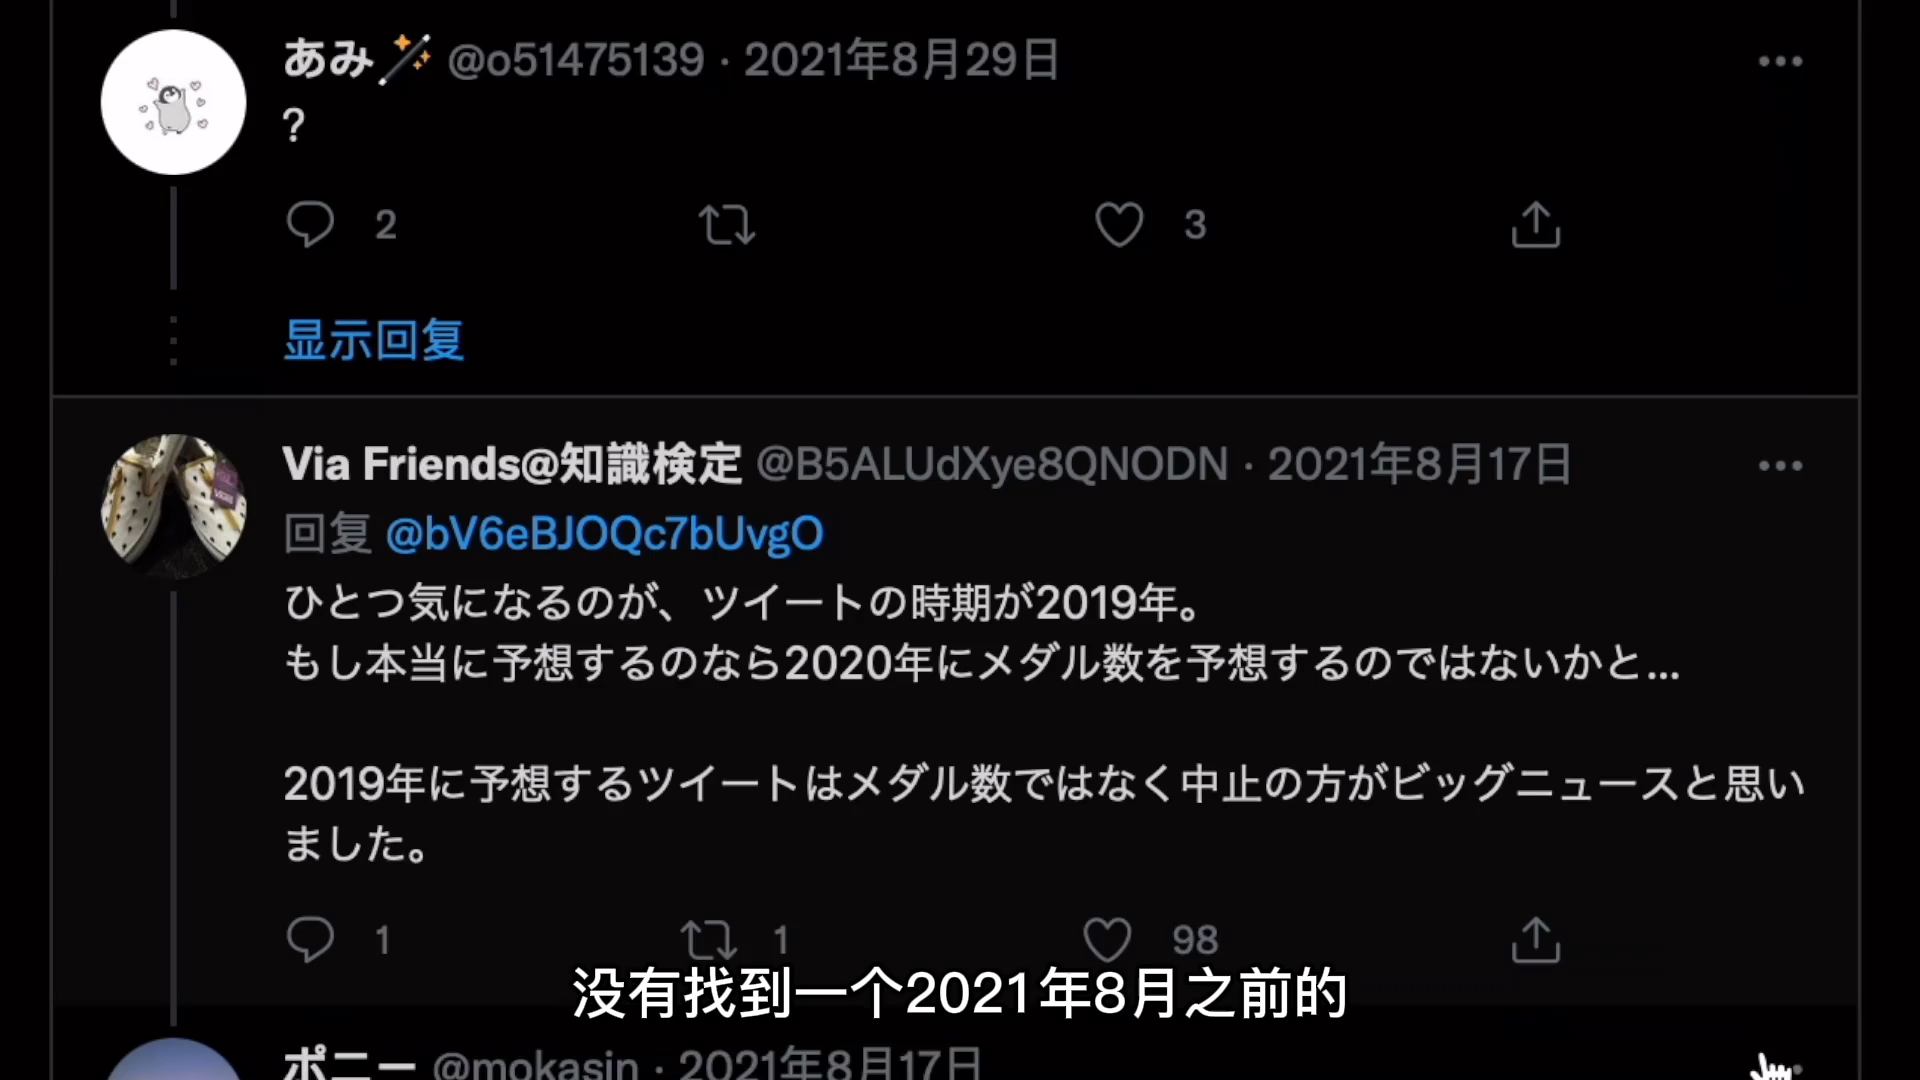 あみ🪄 @o51475139 · 2021年8月29日
?
2 3
显示回复
Via Friends@知識検定 @B5ALUdXye8QNODN · 2021年8月17日
回复 @bV6eBJOQc7bUvgO
ひとつ気になるのが、ツイートの時期が2019年。
もし本当に予想するのなら2020年にメダル数を予想するのではないかと...
2019年に予想するツイートはメダル数ではなく中止の方がビッグニュースと思い
ました。
1 1 98
没有找到一个2021年8月之前的
ポニー @mokasin · 2021年8月17日